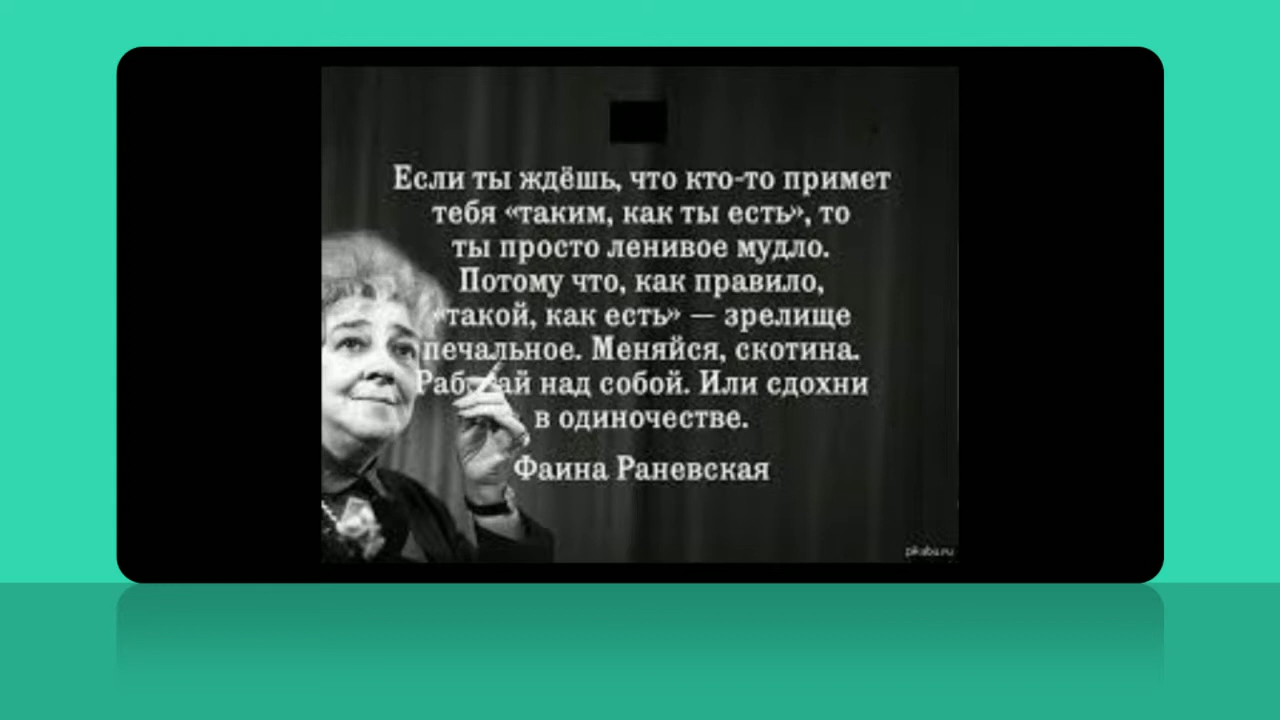 Если ты ждёшь, что кто-то примет
тебя «таким, как ты есть», то
ты просто ленивое мудло.
Потому что, как правило,
«такой, как есть» — зрелище
печальное. Меняйся, скотина.
Работай над собой. Или сдохни
в одиночестве.
Фаина Раневская
pikabu.ru